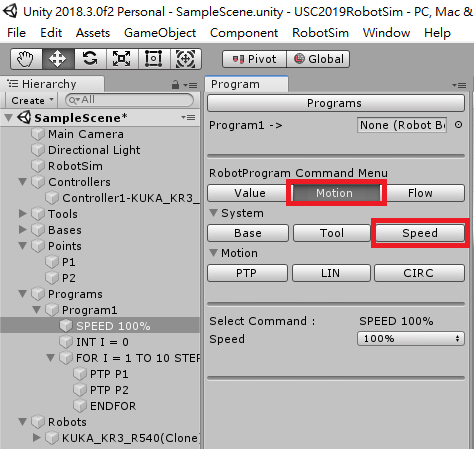 Unity 2018.3.0f2 Personal - SampleScene.unity - USC2019RobotSim - PC, Mac &
File Edit Assets GameObject Component RobotSim Window Help
Pivot Global
Hierarchy
Create All
SampleScene*
Main Camera
Directional Light
RobotSim
Controllers
Controller1-KUKA_KR3_
Tools
Bases
Points
P1
P2
Programs
Program1
SPEED 100%
INT I = 0
FOR I = 1 TO 10 STEP
PTP P1
PTP P2
ENDFOR
Robots
KUKA_KR3_R540(Clone)
Program
Programs
Program1 -> None (Robot B
RobotProgram Command Menu
Value Motion Flow
System
Base Tool Speed
Motion
PTP LIN CIRC
Select Command : SPEED 100%
Speed 100%